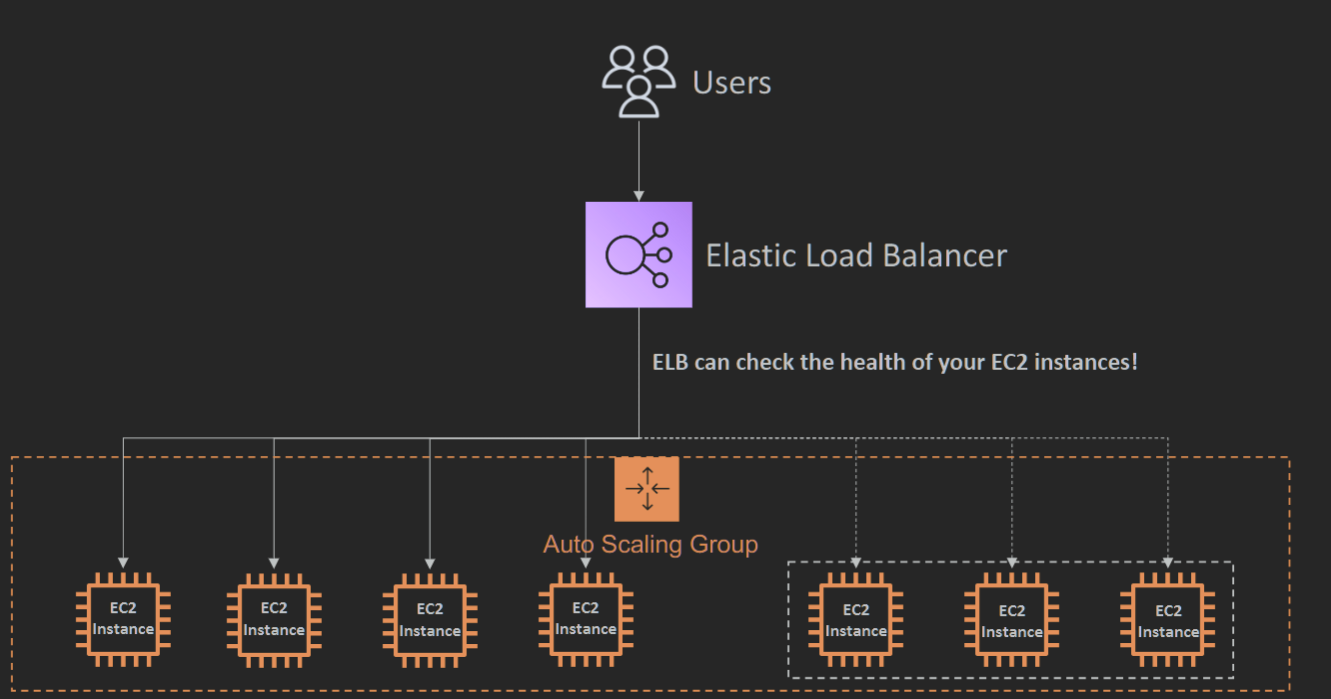 Users
Elastic Load Balancer
ELB can check the health of your EC2 instances!
Auto Scaling Group
EC2
Instance
EC2
Instance
EC2
Instance
EC2
Instance
EC2
Instance
EC2
Instance
EC2
Instance